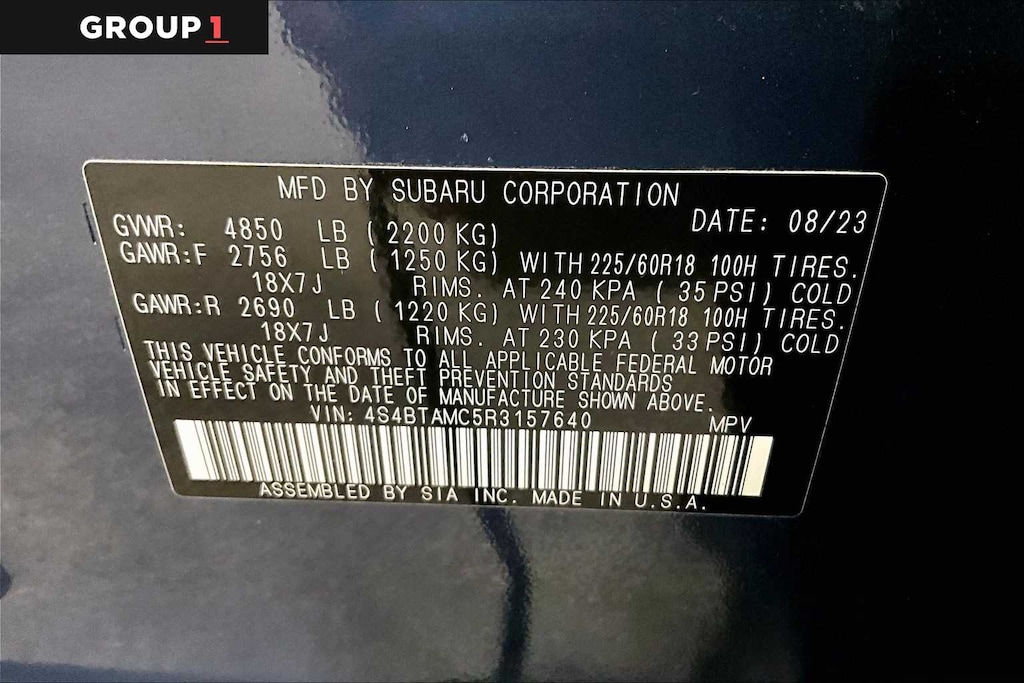 GROUP 1
MFD BY SUBARU CORPORATION
DATE: 08/23
GVWR: 4850 LB (2200 KG)
GAWR:F 2756 LB (1250 KG) WITH 225/60R18 100H TIRES.
18X7J RIMS. AT 240 KPA (35 PSI) COLD
GAWR:R 2690 LB (1220 KG) WITH 225/60R18 100H TIRES.
18X7J RIMS. AT 230 KPA (33 PSI) COLD
THIS VEHICLE CONFORMS TO ALL APPLICABLE FEDERAL MOTOR
VEHICLE SAFETY AND THEFT PREVENTION STANDARDS
IN EFFECT ON THE DATE OF MANUFACTURE SHOWN ABOVE.
VIN: 4S4BTAMC5R3157640 MPV
ASSEMBLED BY SIA INC. MADE IN U.S.A.